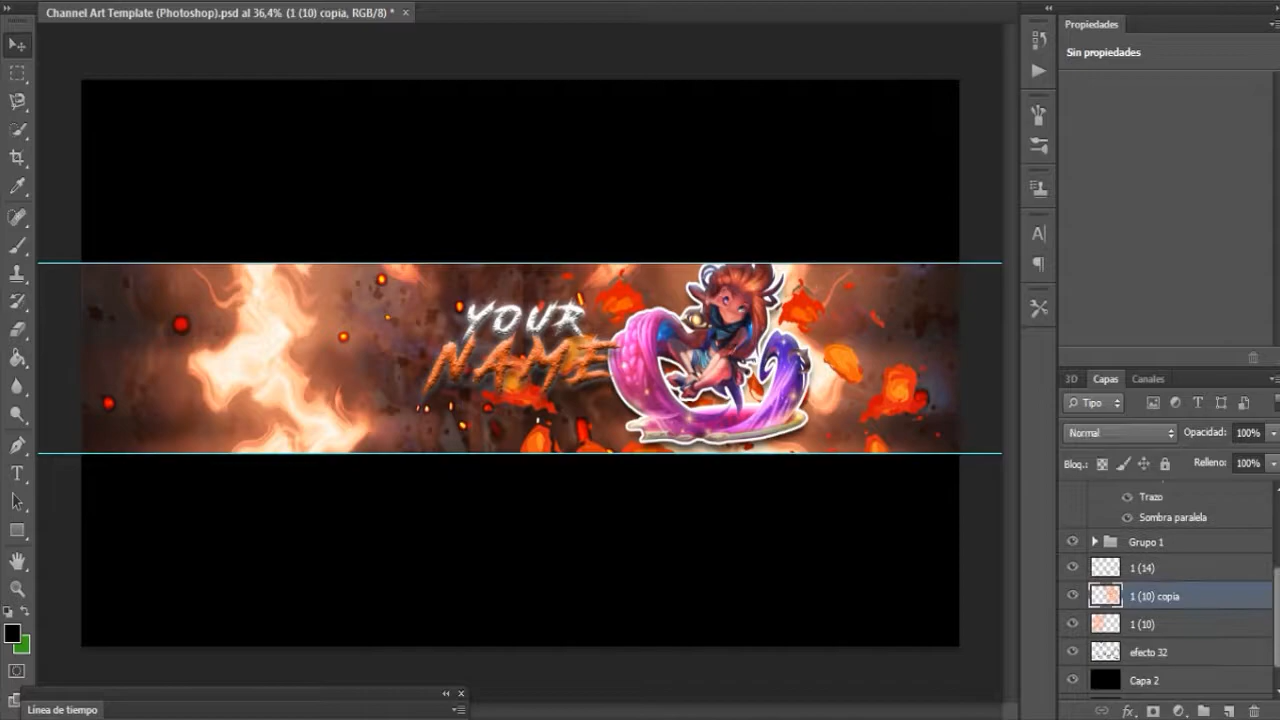 Channel Art Template (Photoshop).psd al 36,4% (1 (10) copia, RGB/8) *
Propiedades
Sin propiedades
YOUR
NAME
3D Capas Canales
Tipo
Normal Opacidad: 100%
Bloq.: Relleno: 100%
Trazo
Sombra paralela
Grupo 1
1 (14)
1 (10) copia
1 (10)
efecto 32
Capa 2
Línea de tiempo